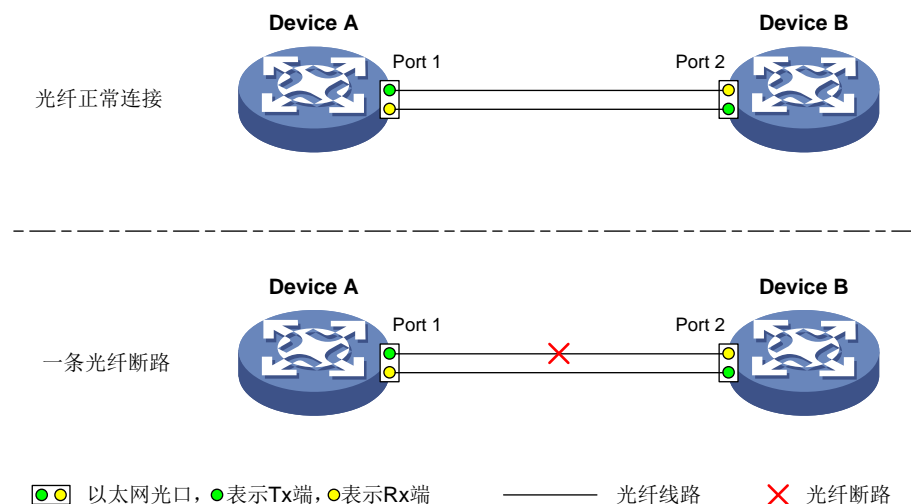 Device A
Device B
Port 1
Port 2
光纤正常连接
Device A
Device B
Port 1
Port 2
一条光纤断路
以太网光口，表示Tx端，表示Rx端
光纤线路
光纤断路